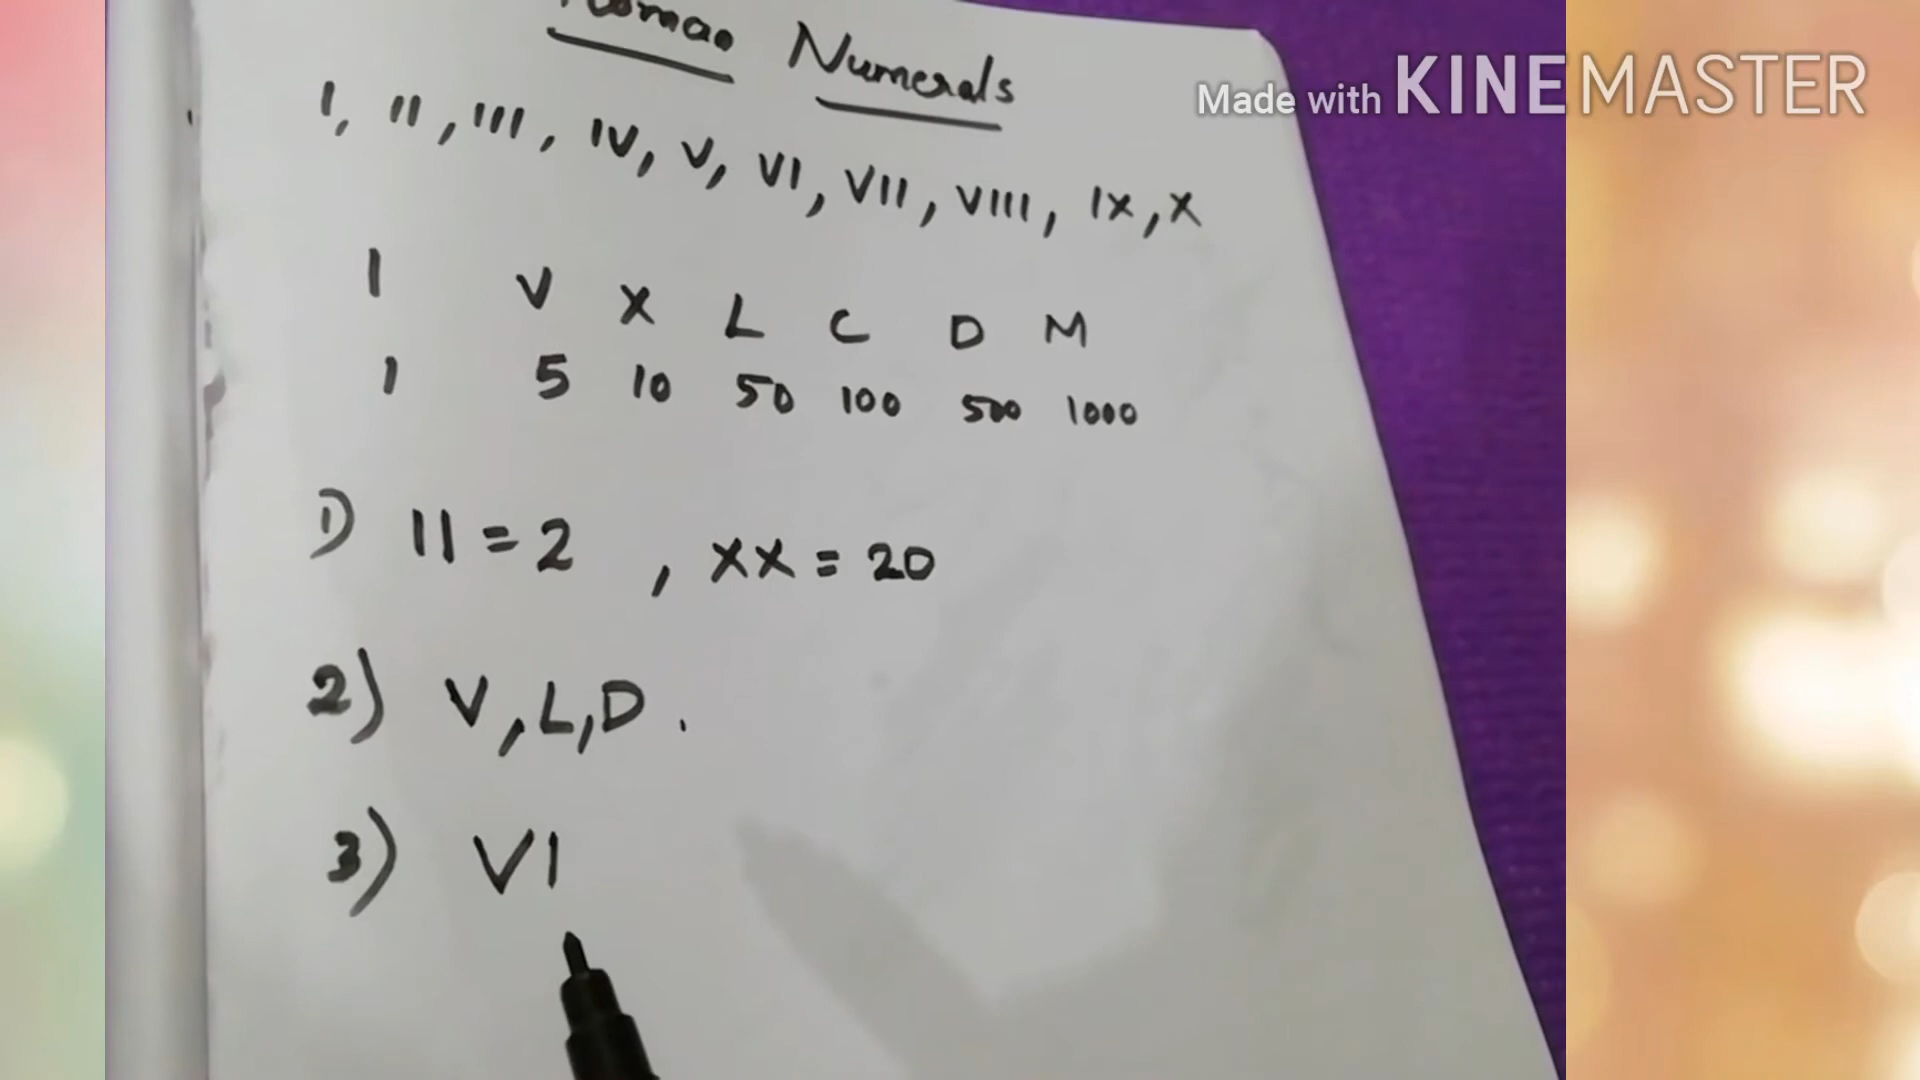 Roman Numerals
Made with KINEMASTER
I, II, III, IV, V, VI, VII, VIII, IX, X
I V X L C D M
1 5 10 50 100 500 1000
1) II = 2 , XX = 20
2) V, L, D.
3) VI